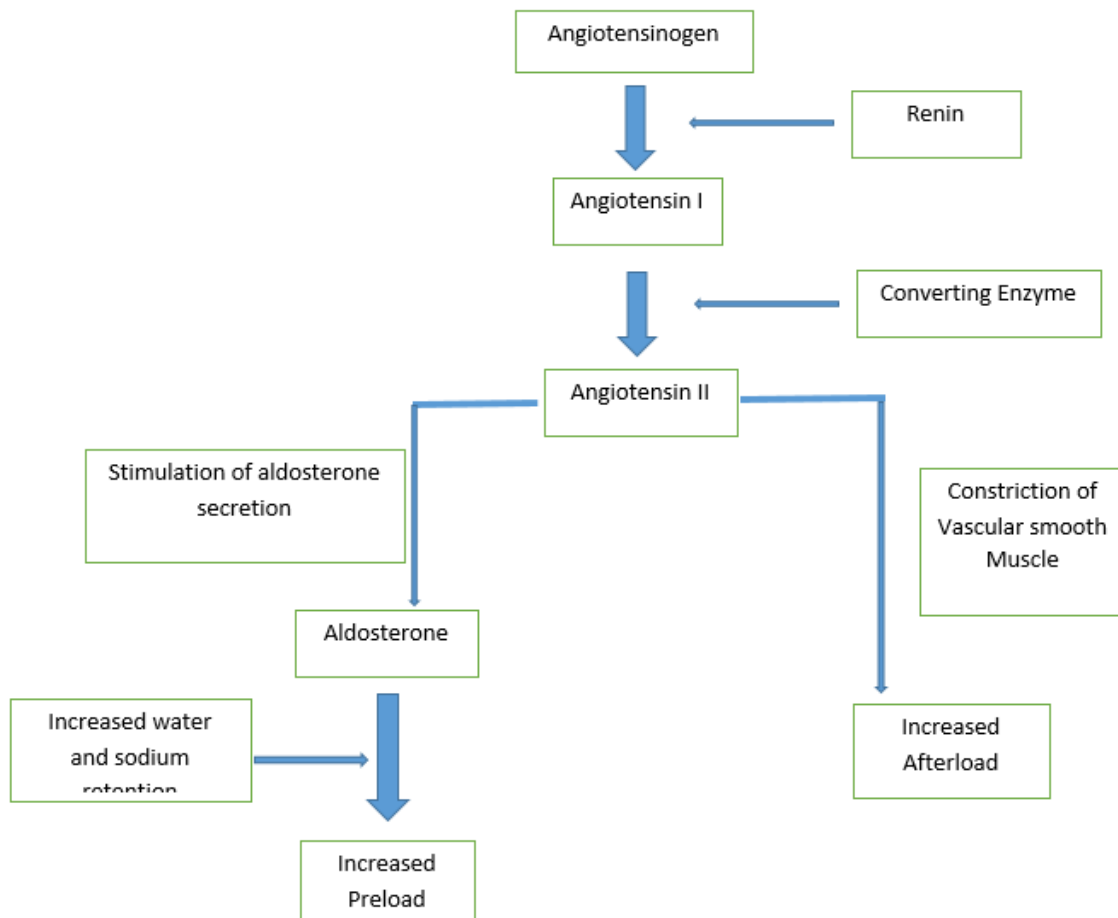 Angiotensinogen
Renin
Angiotensin I
Converting Enzyme
Angiotensin II
Stimulation of aldosterone
secretion
Constriction of
Vascular smooth
Muscle
Aldosterone
Increased water
and sodium
retention
Increased
Afterload
Increased
Preload